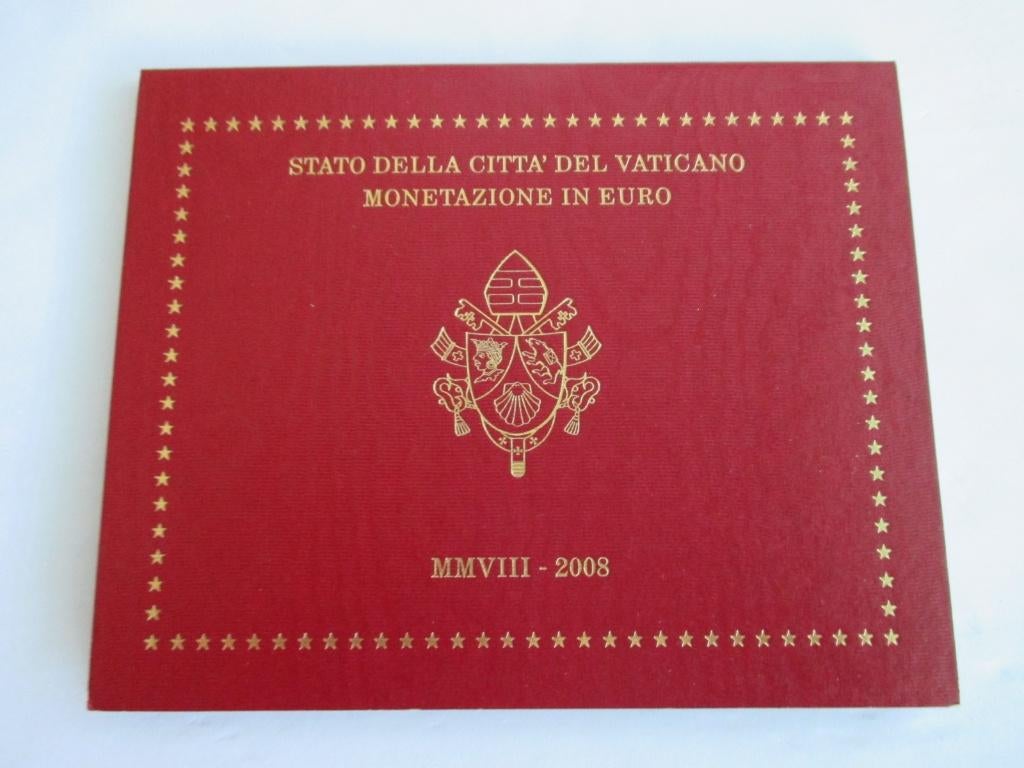 STATO DELLA CITTA' DEL VATICANO
MONETAZIONE IN EURO
MMVIII - 2008